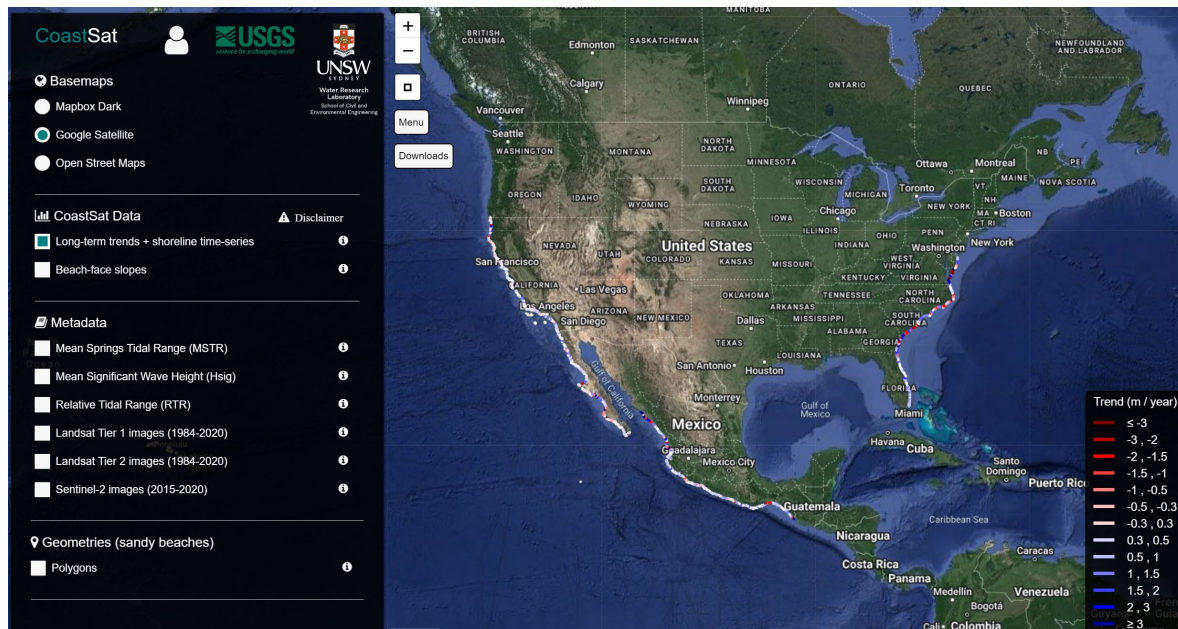 CoastSat
USGS
science for a changing world
UNSW
SYDNEY
Water Research
Laboratory
School of Civil and
Environmental Engineering
Basemaps
Mapbox Dark
Google Satellite
Open Street Maps
CoastSat Data
Disclaimer
Long-term trends + shoreline time-series
Beach-face slopes
Metadata
Mean Springs Tidal Range (MSTR)
Mean Significant Wave Height (Hsig)
Relative Tidal Range (RTR)
Landsat Tier 1 images (1984-2020)
Landsat Tier 2 images (1984-2020)
Sentinel-2 images (2015-2020)
Geometries (sandy beaches)
Polygons
+
−
Menu
Downloads
MANITOBA
BRITISH
COLUMBIA
Edmonton
SASKATCHEWAN
NEWFOUNDLAND
AND LABRADOR
Calgary
ONTARIO
QUEBEC
Vancouver
Winnipeg
Seattle
WASHINGTON
MONTANA
NORTH
DAKOTA
MINNESOTA
Ottawa
Montreal
NB
PE
MAINE
NOVA SCOTIA
OREGON
IDAHO
WYOMING
SOUTH
DAKOTA
WISCONSIN
MICHIGAN
Toronto
VT
NH
NEW YORK
MA
Boston
CT RI
Chicago
NEBRASKA
IOWA
ILLINOIS
INDIANA
OHIO
PENN
New York
San Francisco
NEVADA
UTAH
COLORADO
United States
KANSAS
MISSOURI
WEST
VIRGINIA
Washington
KENTUCKY
VIRGINIA
CALIFORNIA
Las Vegas
Los Angeles
ARIZONA
NEW MEXICO
OKLAHOMA
ARKANSAS
TENNESSEE
NORTH
CAROLINA
San Diego
Dallas
MISSISSIPPI
ALABAMA
SOUTH
CAROLINA
GEORGIA
TEXAS
LOUISIANA
San Antonio
Houston
FLORIDA
Gulf of California
Monterrey
Gulf of
Mexico
Miami
Mexico
Havana
Cuba
Guadalajara
Mexico City
Santo
Domingo
Puerto Rico
Guatemala
Caribbean Sea
Nicaragua
Costa Rica
Caracas
Panama
Medellín
Venezuela
Bogotá
Cali
Colombia
Trend (m / year)
≤ -3
-3 , -2
-2 , -1.5
-1.5 , -1
-1 , -0.5
-0.5 , -0.3
-0.3 , 0.3
0.3 , 0.5
0.5 , 1
1 , 1.5
1.5 , 2
2 , 3
≥ 3